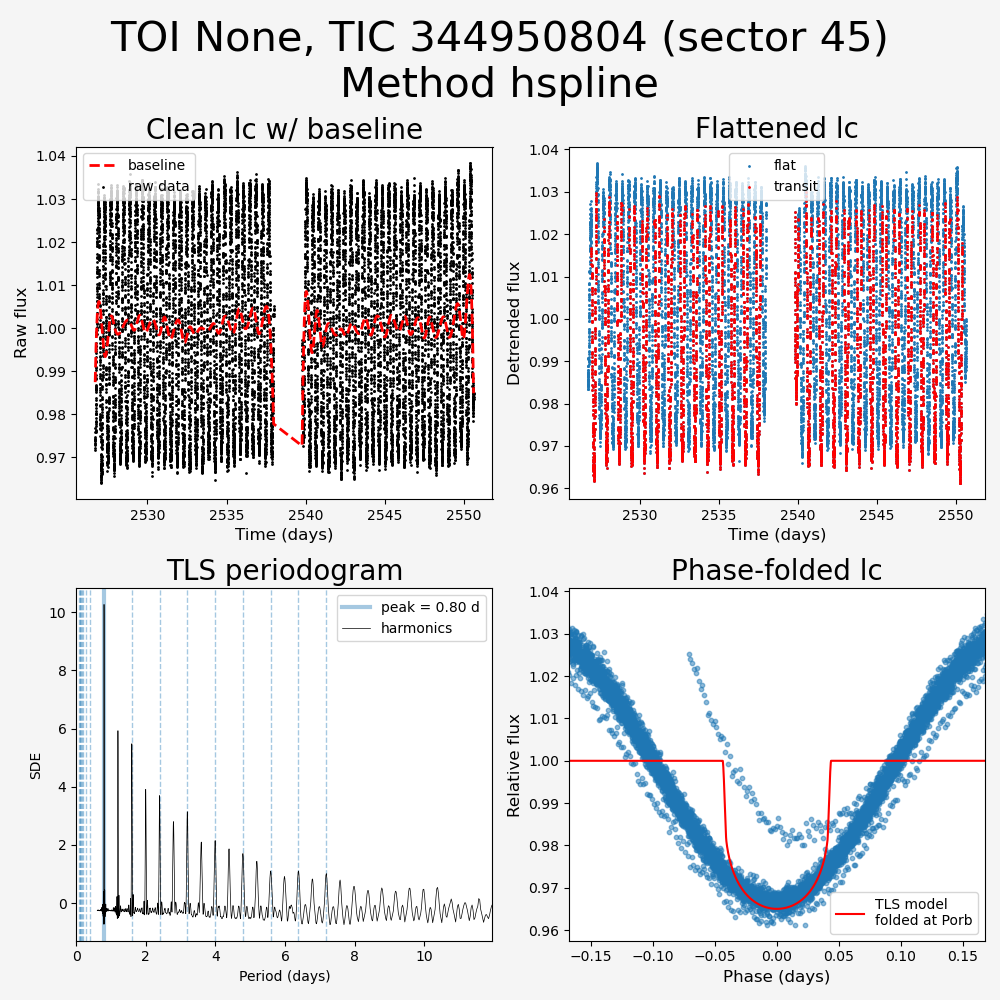 TOI None, TIC 344950804 (sector 45)
Method hspline
Clean lc w/ baseline
Flattened lc
baseline
raw data
flat
transit
1.04
1.03
1.02
1.01
1.00
0.99
0.98
0.97
Raw flux
2530
2535
2540
2545
2550
Time (days)
1.04
1.03
1.02
1.01
1.00
0.99
0.98
0.97
0.96
Detrended flux
2530
2535
2540
2545
2550
Time (days)
TLS periodogram
Phase-folded lc
peak = 0.80 d
harmonics
10
8
6
4
2
0
SDE
0
2
4
6
8
10
Period (days)
1.04
1.03
1.02
1.01
1.00
0.99
0.98
0.97
0.96
Relative flux
TLS model
folded at Porb
−0.15
−0.10
−0.05
0.00
0.05
0.10
0.15
Phase (days)